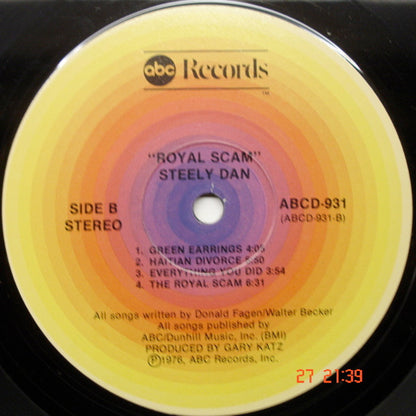 abc Records
TM
"ROYAL SCAM"
STEELY DAN
SIDE B
STEREO
ABCD-931
(ABCD-931-B)
1. GREEN EARRINGS 4:05
2. HAITIAN DIVORCE 5:50
3. EVERYTHING YOU DID 3:54
4. THE ROYAL SCAM 6:31
All songs written by Donald Fagen/Walter Becker
All songs published by
ABC/Dunhill Music, Inc. (BMI)
PRODUCED BY GARY KATZ
Ⓟ1976, ABC Records, Inc.
27 21:39